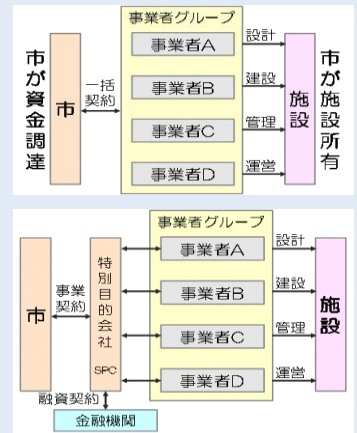 事業者グループ
市が資金調達
市
一括
契約
事業者A
事業者B
事業者C
事業者D
設計
建設
管理
運営
施設
市が施設所有
事業者グループ
市
事業
契約
特別目的会社
SPC
事業者A
事業者B
事業者C
事業者D
設計
建設
管理
運営
施設
融資契約
金融機関